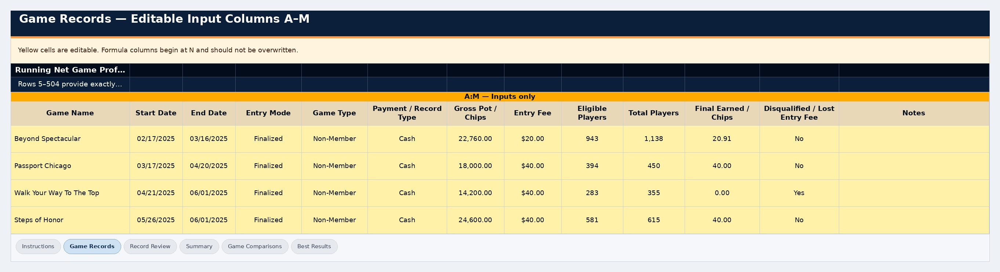 Game Records — Editable Input Columns A–M
Yellow cells are editable. Formula columns begin at N and should not be overwritten.
Running Net Game Prof…
Rows 5–504 provide exactly…
A:M — Inputs only
Game Name Start Date End Date Entry Mode Game Type Payment / Record Type Gross Pot / Chips Entry Fee Eligible Players Total Players Final Earned / Chips Disqualified / Lost Entry Fee Notes
Beyond Spectacular 02/17/2025 03/16/2025 Finalized Non-Member Cash 22,760.00 $20.00 943 1,138 20.91 No
Passport Chicago 03/17/2025 04/20/2025 Finalized Non-Member Cash 18,000.00 $40.00 394 450 40.00 No
Walk Your Way To The Top 04/21/2025 06/01/2025 Finalized Non-Member Cash 14,200.00 $40.00 283 355 0.00 Yes
Steps of Honor 05/26/2025 06/01/2025 Finalized Non-Member Cash 24,600.00 $40.00 581 615 40.00 No
Instructions Game Records Record Review Summary Game Comparisons Best Results